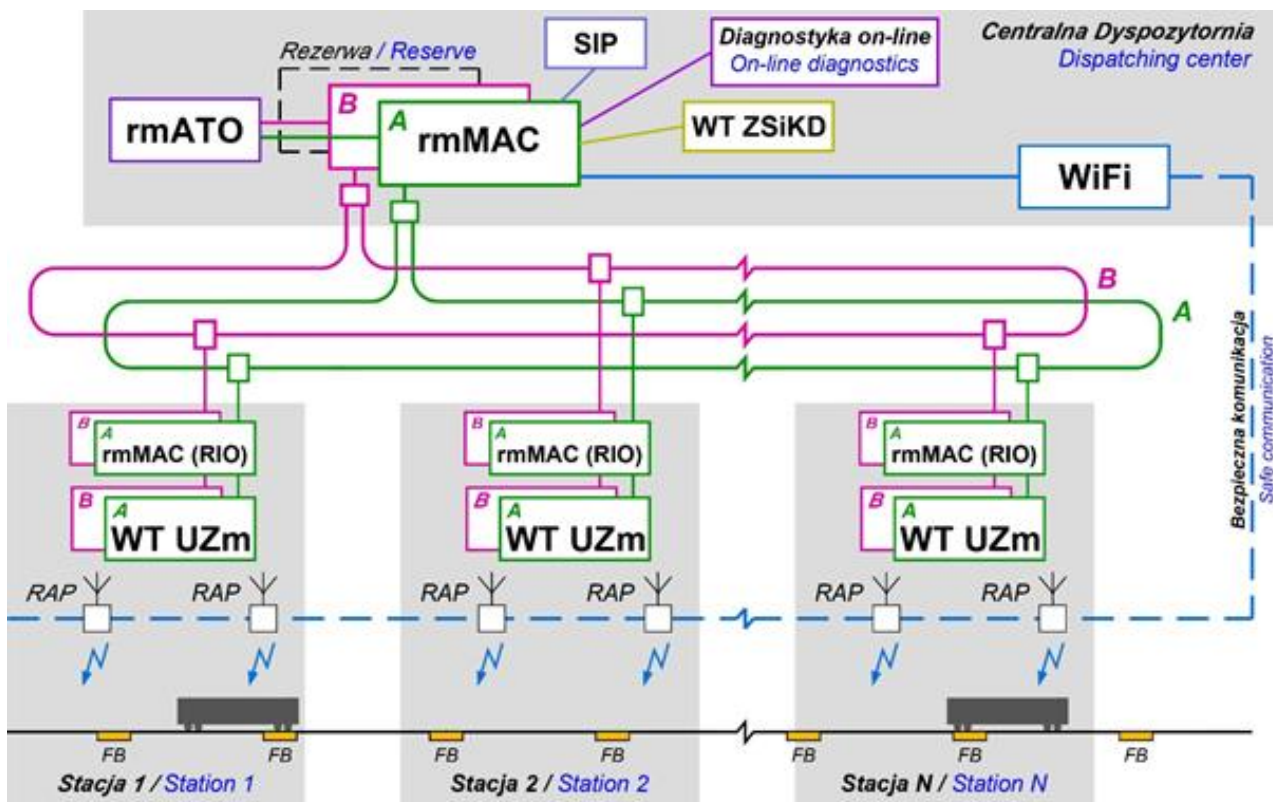 Centralna Dyspozytornia
Dispatching center
Rezerwa / Reserve
SIP
Diagnostyka on-line
On-line diagnostics
B
A
rmATO
rmMAC
WT ZSiKD
WiFi
B
A
Bezpieczna komunikacja
Safe communication
B
A
rmMAC (RIO)
B
A
WT UZm
B
A
rmMAC (RIO)
B
A
WT UZm
B
A
rmMAC (RIO)
B
A
WT UZm
RAP
RAP
RAP
RAP
RAP
RAP
FB
FB
FB
FB
FB
FB
FB
Stacja 1 / Station 1
Stacja 2 / Station 2
Stacja N / Station N